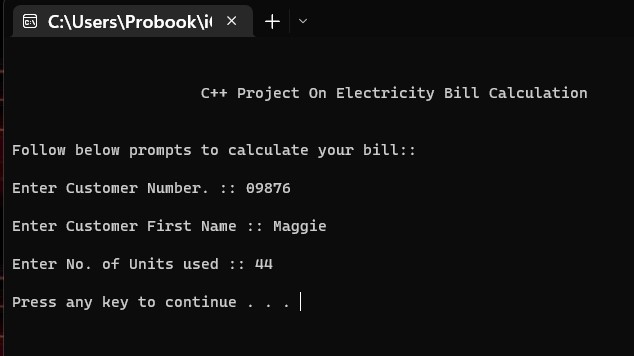 C:\Users\Probook\i
C++ Project On Electricity Bill Calculation
Follow below prompts to calculate your bill::
Enter Customer Number. :: 09876
Enter Customer First Name :: Maggie
Enter No. of Units used :: 44
Press any key to continue . . .